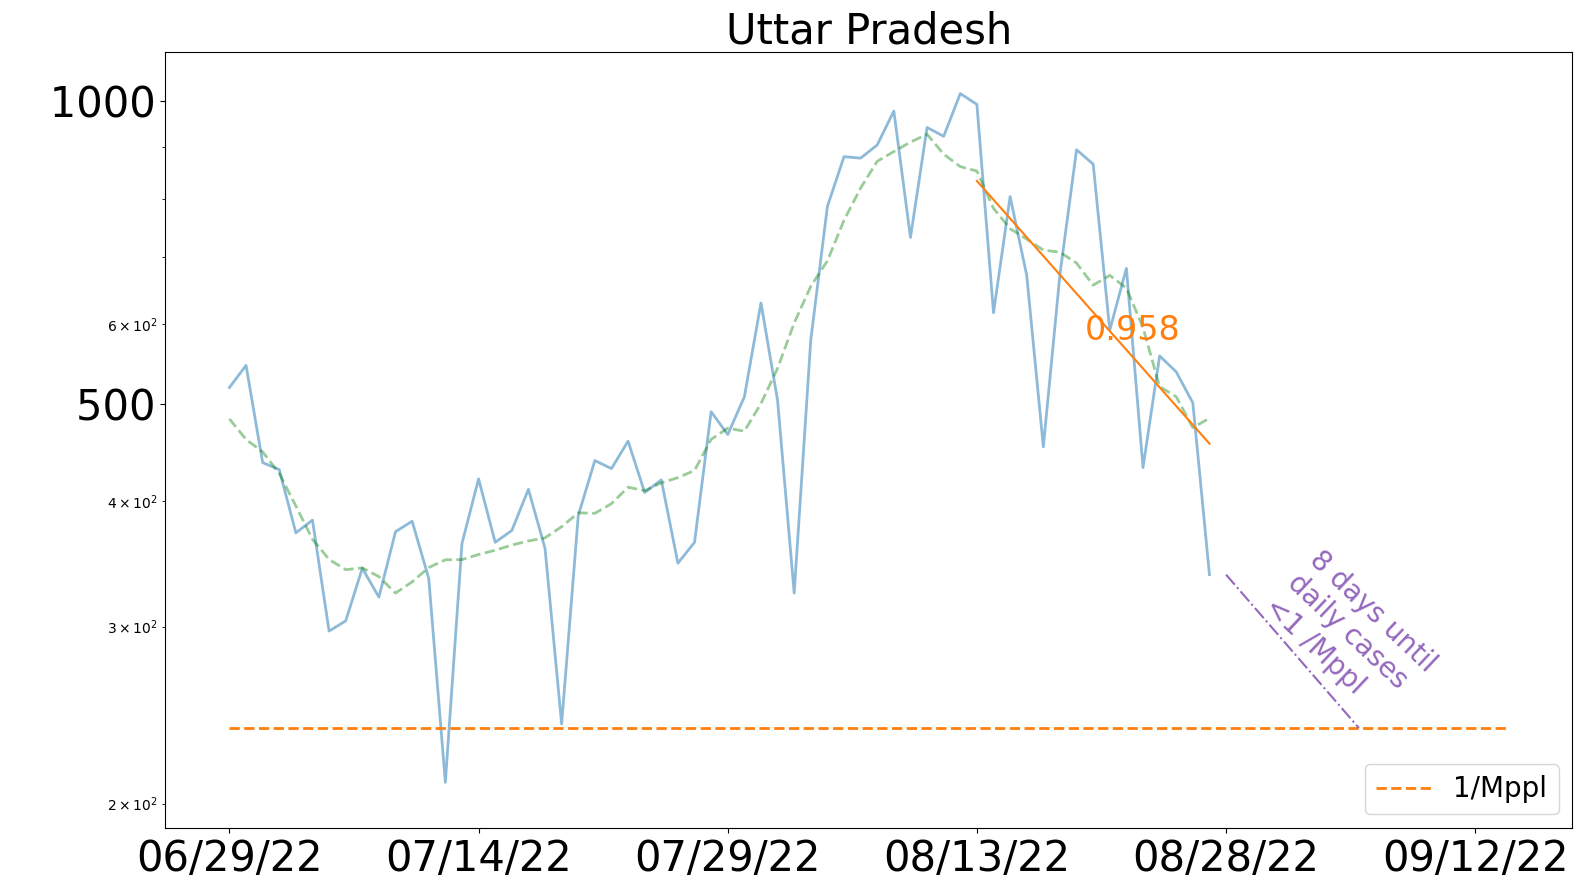 Uttar Pradesh
1000
6 × 10²
500
4 × 10²
3 × 10²
2 × 10²
0.958
8 days until
daily cases
<1 /Mppl
1/Mppl
06/29/22 07/14/22 07/29/22 08/13/22 08/28/22 09/12/22